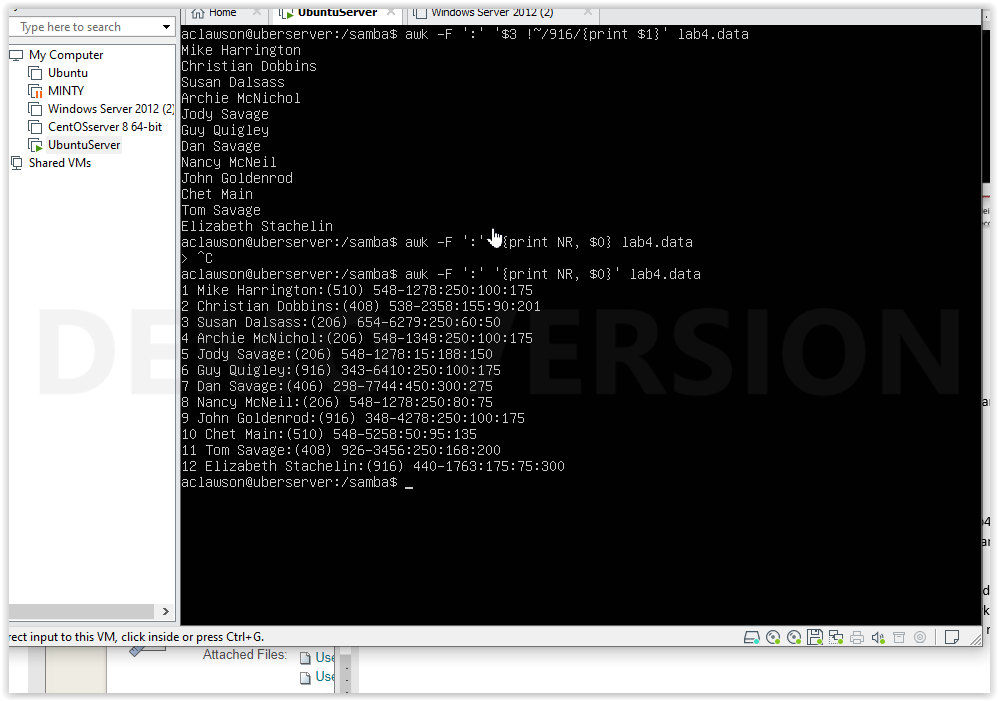 Home
UbuntuServer
Windows Server 2012 (2)
Type here to search
My Computer
Ubuntu
MINTY
Windows Server 2012 (2)
CentOSserver 8 64-bit
UbuntuServer
Shared VMs
aclawson@uberserver:/samba$ awk -F ':' '$3 !~/916/{print $1}' lab4.data
Mike Harrington
Christian Dobbins
Susan Dalsass
Archie McNichol
Jody Savage
Guy Quigley
Dan Savage
Nancy McNeil
John Goldenrod
Chet Main
Tom Savage
Elizabeth Stachelin
aclawson@uberserver:/samba$ awk -F ':' '{print NR, $0} lab4.data
> ^C
aclawson@uberserver:/samba$ awk -F ':' '{print NR, $0}' lab4.data
1 Mike Harrington:(510) 548-1278:250:100:175
2 Christian Dobbins:(408) 538-2358:155:90:201
3 Susan Dalsass:(206) 654-6279:250:60:50
4 Archie McNichol:(206) 548-1348:250:100:175
5 Jody Savage:(206) 548-1278:15:188:150
6 Guy Quigley:(916) 343-6410:250:100:175
7 Dan Savage:(406) 298-7744:450:300:275
8 Nancy McNeil:(206) 548-1278:250:80:75
9 John Goldenrod:(916) 348-4278:250:100:175
10 Chet Main:(510) 548-5258:50:95:135
11 Tom Savage:(408) 926-3456:250:168:200
12 Elizabeth Stachelin:(916) 440-1763:175:75:300
aclawson@uberserver:/samba$ _
rect input to this VM, click inside or press Ctrl+G.
Attached Files:
Use
Use